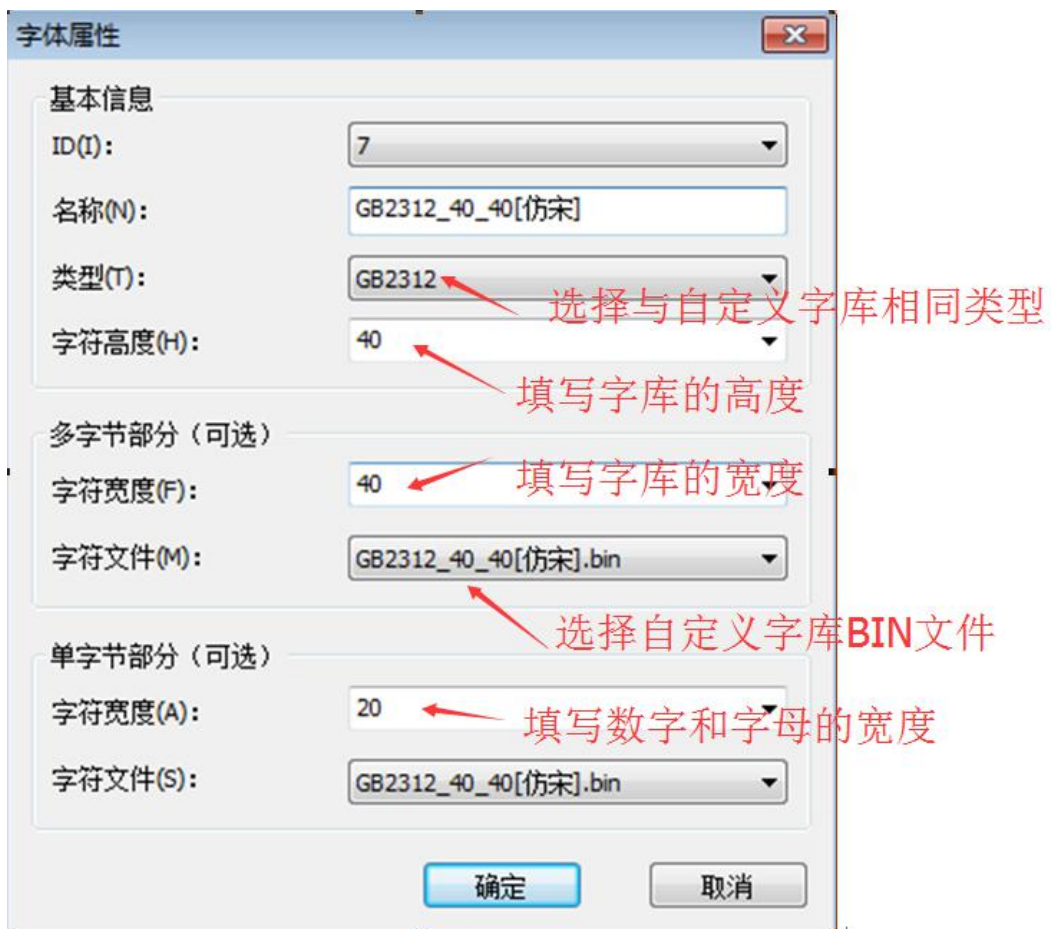 字体属性
基本信息
ID(I)：
7
名称(N)：
GB2312_40_40[仿宋]
类型(T)：
GB2312
选择与自定义字库相同类型
字符高度(H)：
40
填写字库的高度
多字节部分（可选）
字符宽度(F)：
40
填写字库的宽度
字符文件(M)：
GB2312_40_40[仿宋].bin
选择自定义字库BIN文件
单字节部分（可选）
字符宽度(A)：
20
填写数字和字母的宽度
字符文件(S)：
GB2312_40_40[仿宋].bin
确定
取消